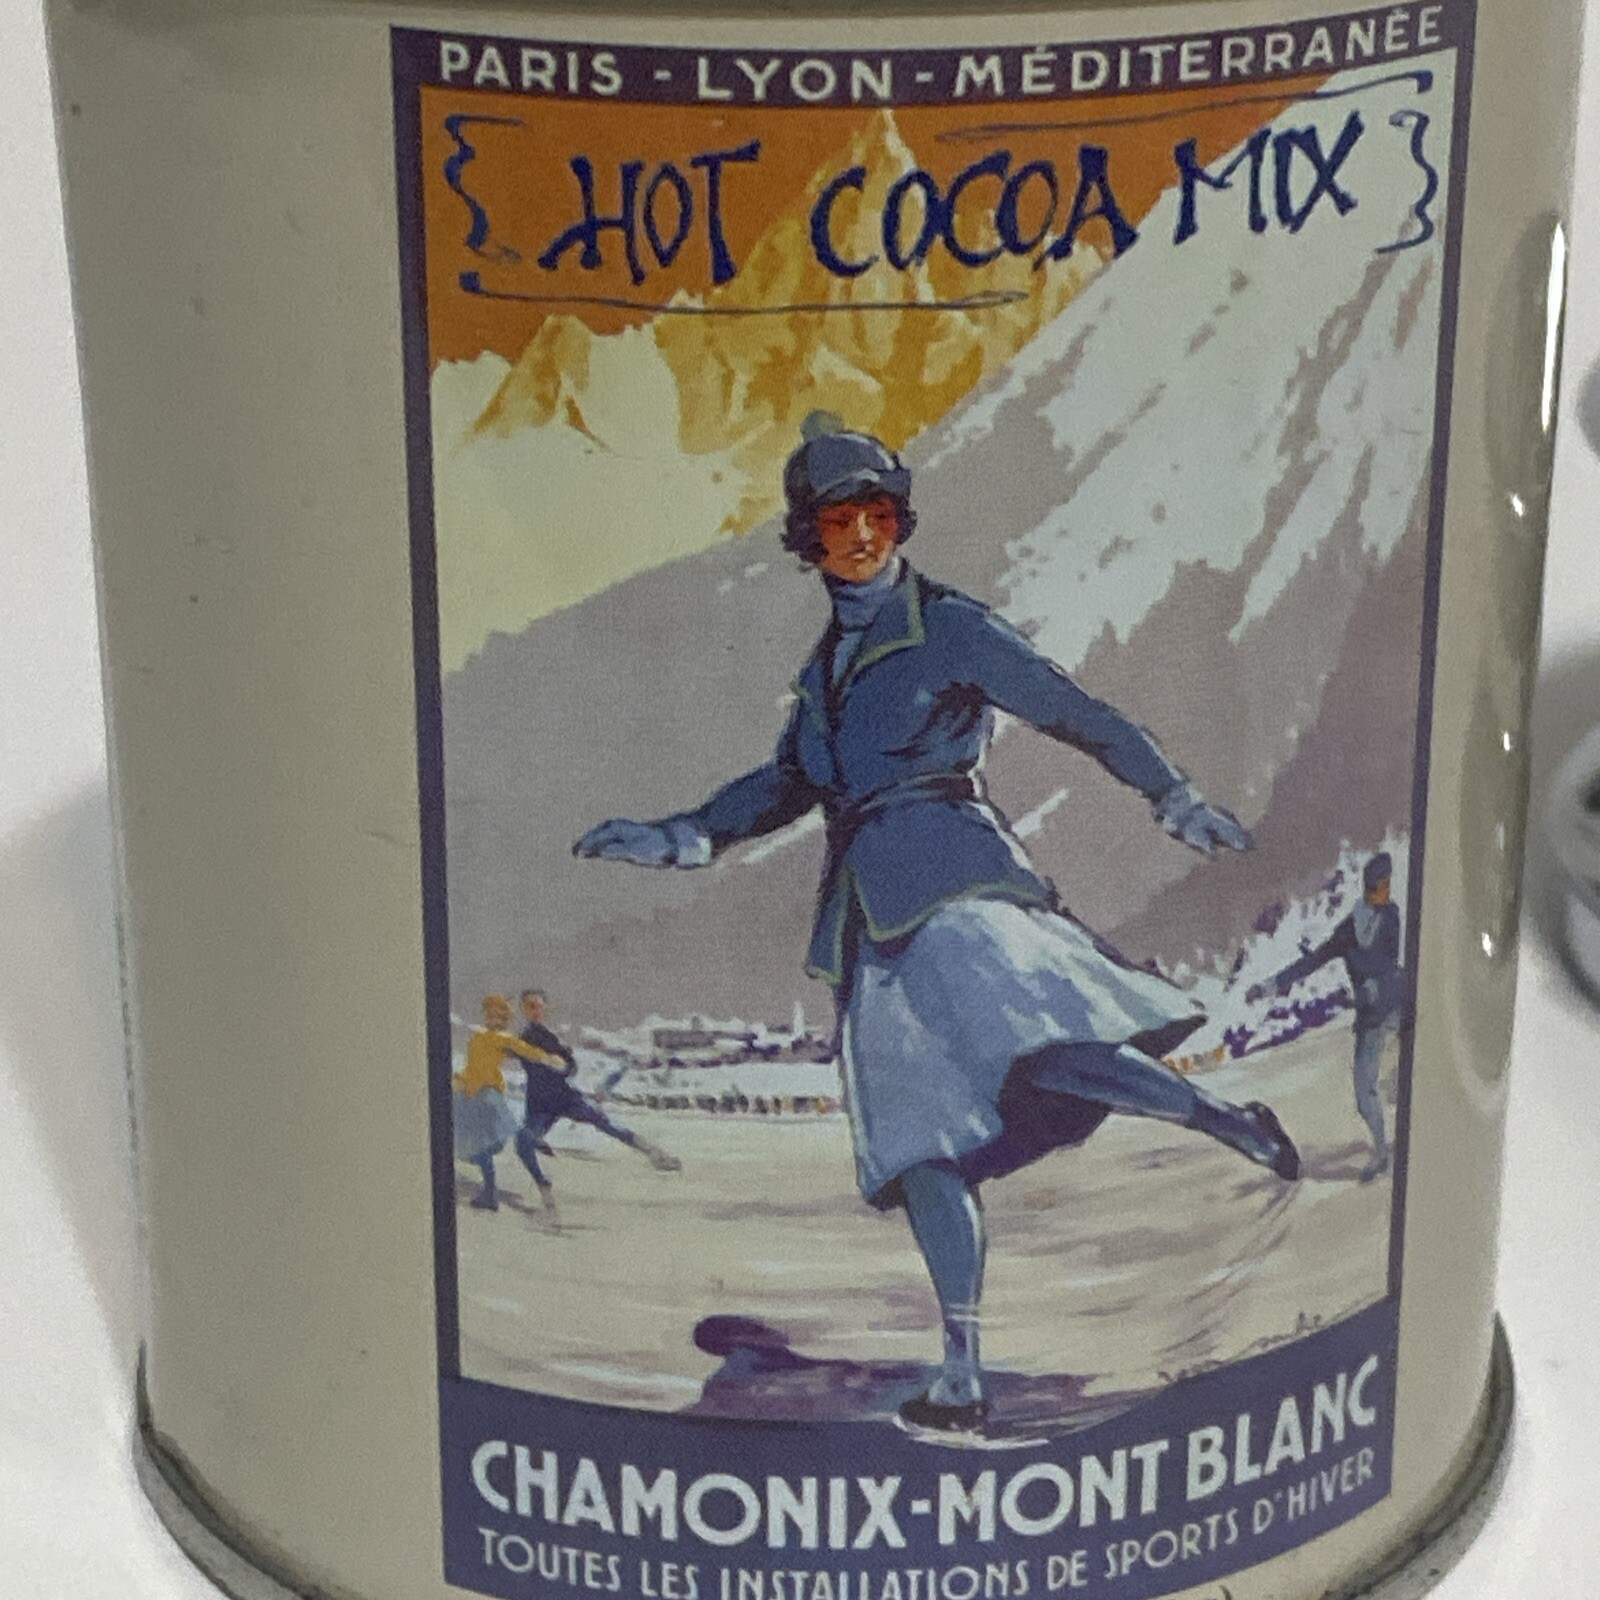 PARIS - LYON - MÉDITERRANÉE
{ HOT COCOA MIX }
CHAMONIX-MONT BLANC
TOUTES LES INSTALLATIONS DE SPORTS D'HIVER